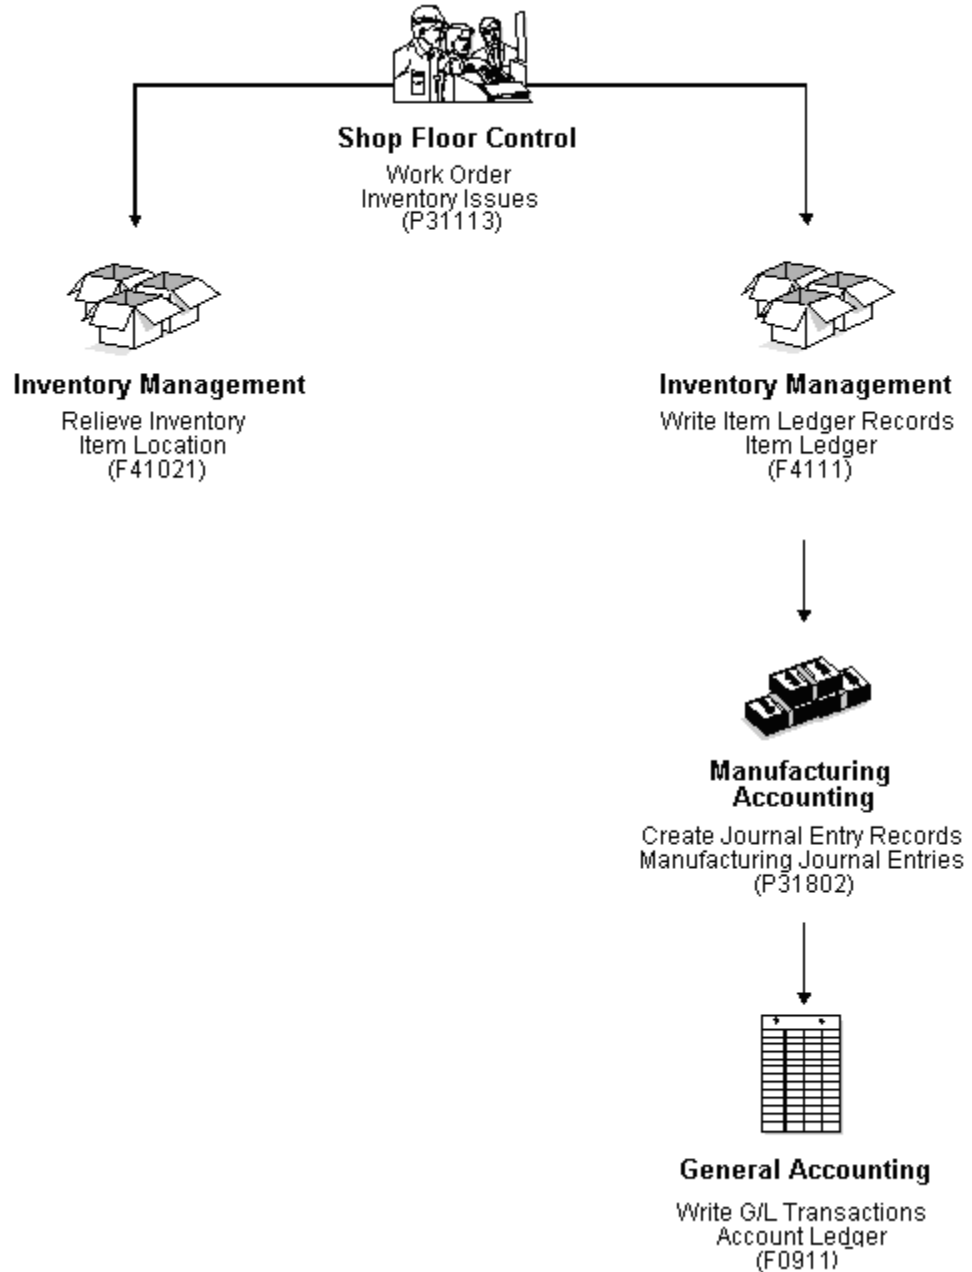 Shop Floor Control
Work Order
Inventory Issues
(P31113)
Inventory Management
Relieve Inventory
Item Location
(F41021)
Inventory Management
Write Item Ledger Records
Item Ledger
(F4111)
Manufacturing
Accounting
Create Journal Entry Records
Manufacturing Journal Entries
(P31802)
General Accounting
Write G/L Transactions
Account Ledger
(F0911)